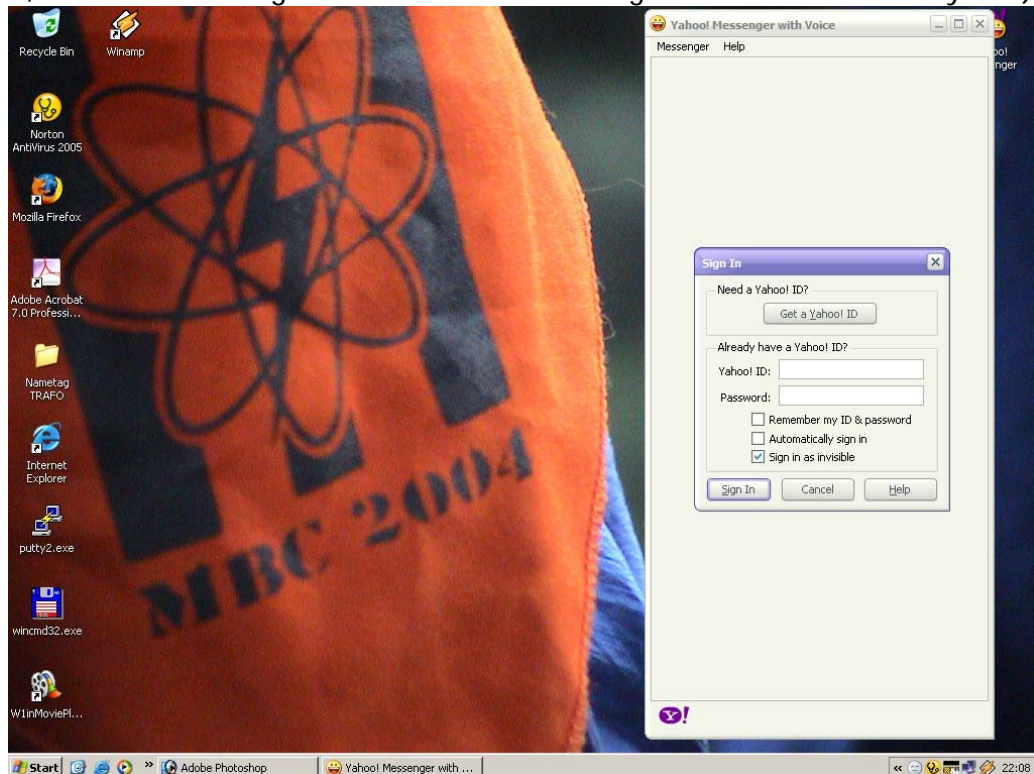 Recycle Bin
Winamp
Norton
AntiVirus 2005
Mozilla Firefox
Adobe Acrobat
7.0 Professi...
Nametag
TRAFO
Internet
Explorer
putty2.exe
wincmd32.exe
W1inMoviePl...
MBC 2004
Yahoo! Messenger with Voice
Messenger Help
Sign In
Need a Yahoo! ID?
Get a Yahoo! ID
Already have a Yahoo! ID?
Yahoo! ID:
Password:
Remember my ID & password
Automatically sign in
Sign in as invisible
Sign In Cancel Help
Y!
oo!
nger
Start » Adobe Photoshop Yahoo! Messenger with ... « 22:08